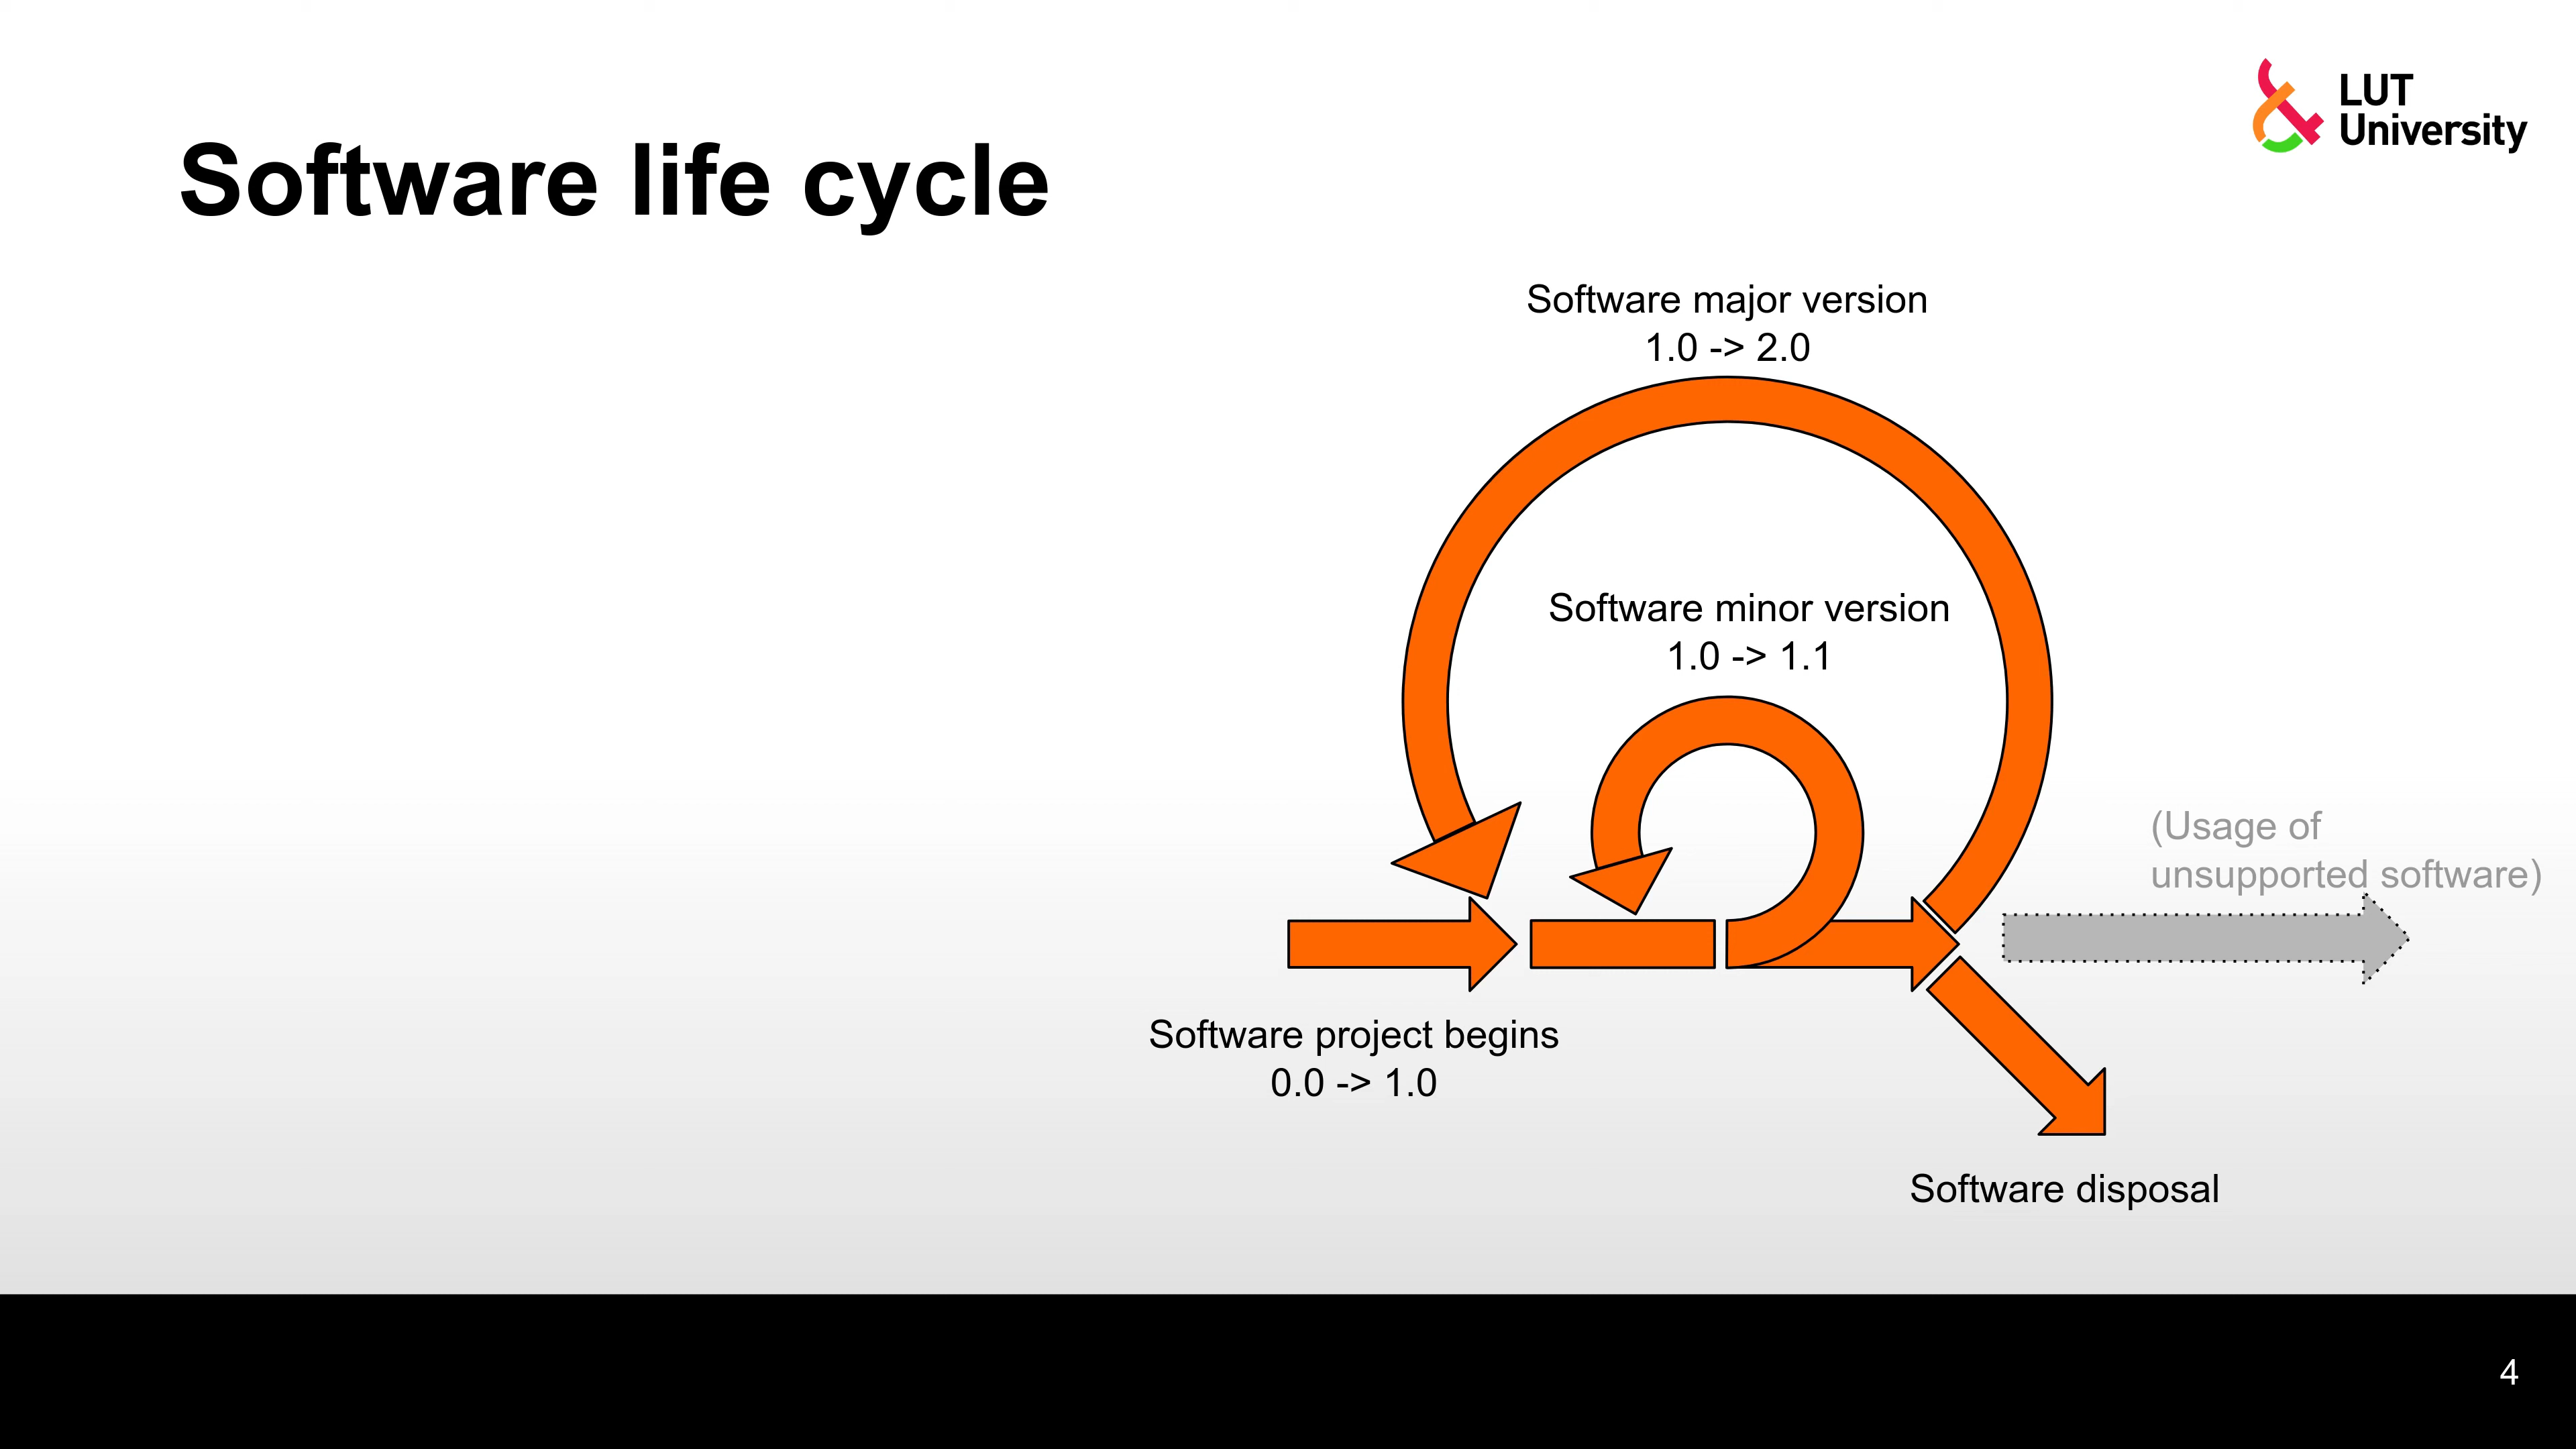 LUT
University
Software life cycle
Software major version
1.0 -> 2.0
Software minor version
1.0 -> 1.1
(Usage of
unsupported software)
Software project begins
0.0 -> 1.0
Software disposal
4